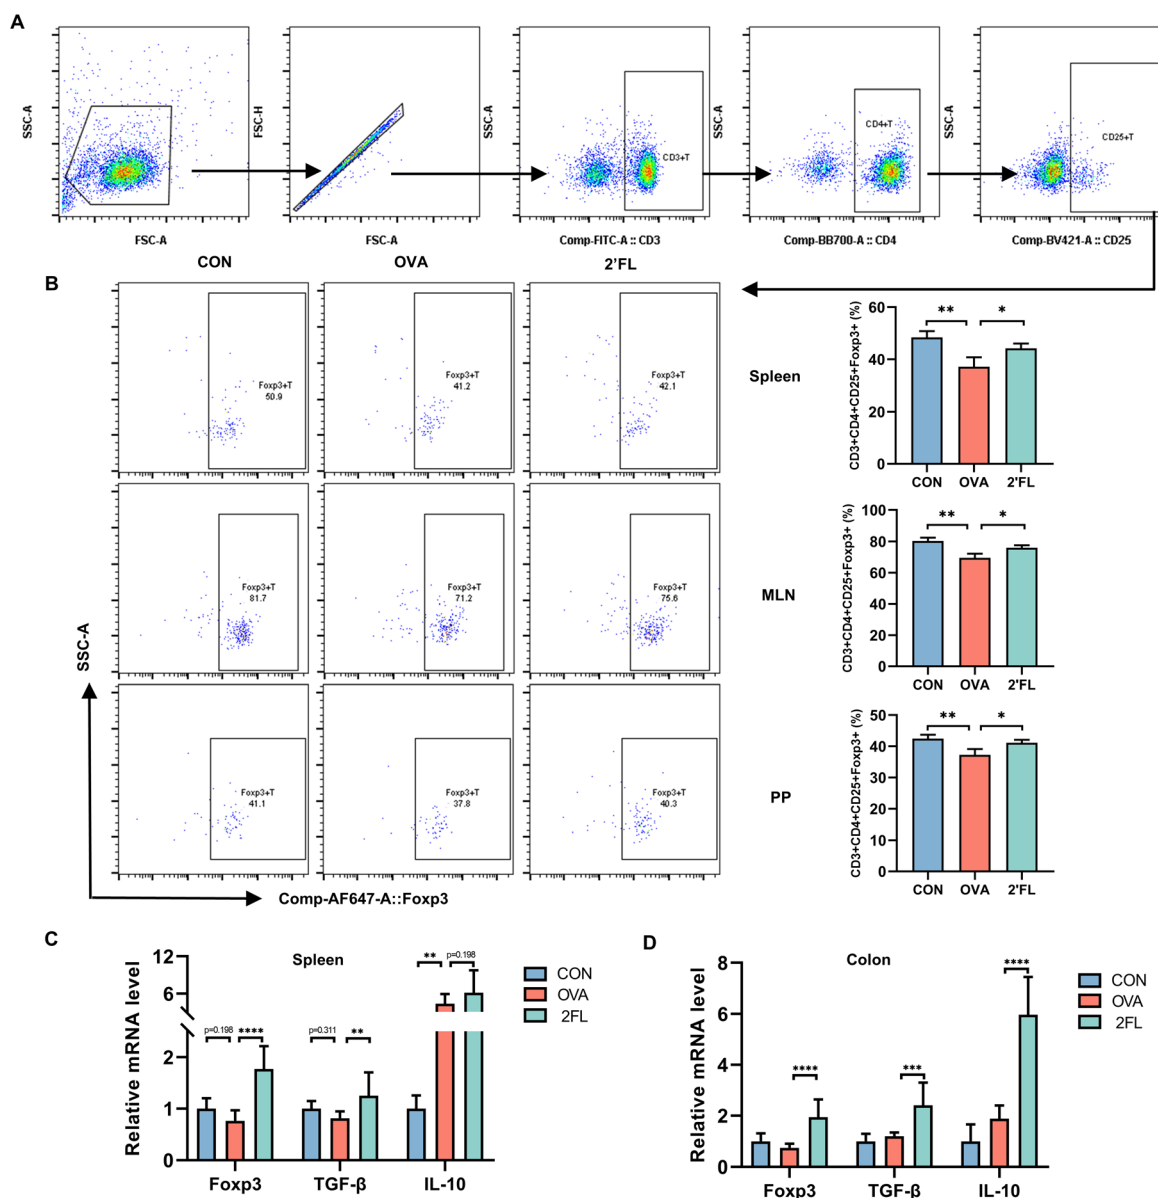 A
SSC-A
FSC-A
FSC-H
FSC-A
SSC-A
CD3+T
Comp-FITC-A :: CD3
SSC-A
CD4+T
Comp-BB700-A :: CD4
SSC-A
CD25+T
Comp-BV421-A :: CD25
B
CON
OVA
2'FL
Foxp3+T
50.9
Foxp3+T
41.2
Foxp3+T
42.1
Spleen
CD3+CD4+CD25+Foxp3+ (%)
60
40
20
0
**
*
CON
OVA
2'FL
Foxp3+T
81.7
Foxp3+T
71.2
Foxp3+T
75.6
MLN
CD3+CD4+CD25+Foxp3+ (%)
100
80
60
40
20
0
**
*
CON
OVA
2'FL
Foxp3+T
41.1
Foxp3+T
37.8
Foxp3+T
40.3
PP
CD3+CD4+CD25+Foxp3+ (%)
50
40
30
20
10
0
**
*
CON
OVA
2'FL
SSC-A
Comp-AF647-A::Foxp3
C
Spleen
Relative mRNA level
12
6
2
1
0
p=0.198
****
p=0.311
**
**
p=0.198
Foxp3
TGF-β
IL-10
CON
OVA
2FL
D
Colon
Relative mRNA level
8
6
4
2
0
****
***
****
Foxp3
TGF-β
IL-10
CON
OVA
2FL